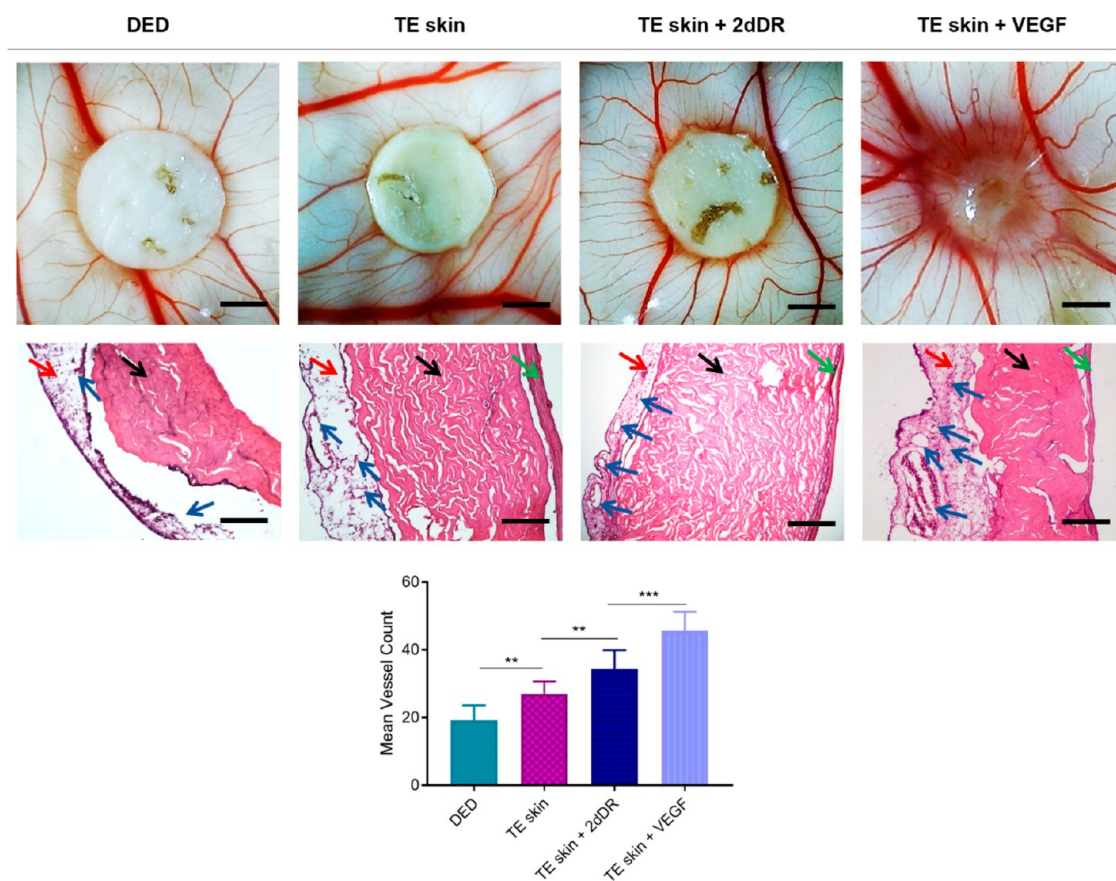 DED
TE skin
TE skin + 2dDR
TE skin + VEGF
60
40
20
0
Mean Vessel Count
**
**
***
DED
TE skin
TE skin + 2dDR
TE skin + VEGF